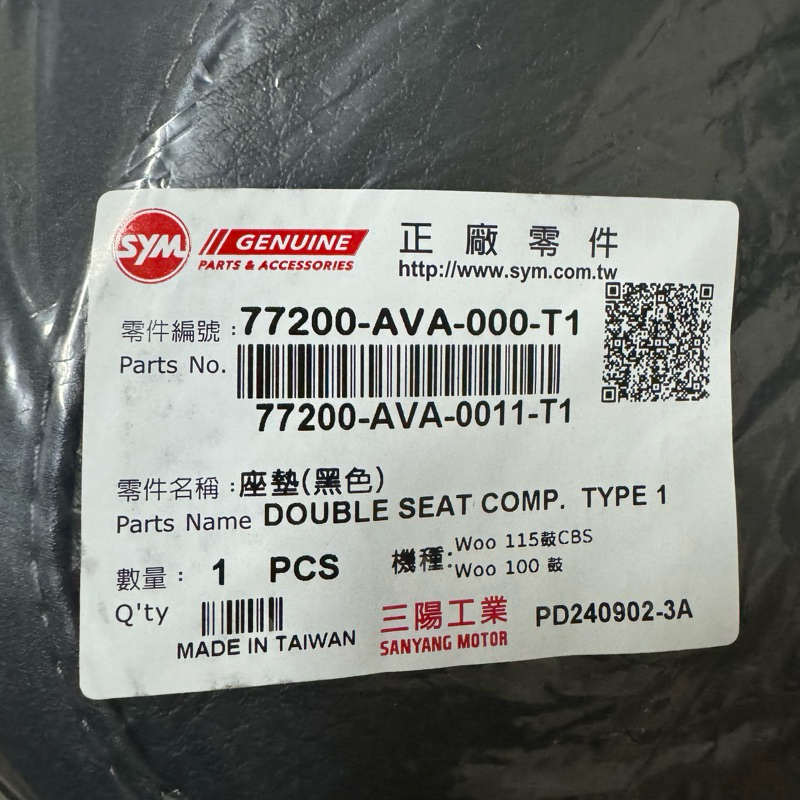 SYM GENUINE 正廠零件
PARTS & ACCESSORIES http://www.sym.com.tw
零件編號：77200-AVA-000-T1
Parts No.
77200-AVA-0011-T1
零件名稱：座墊(黑色)
Parts Name DOUBLE SEAT COMP. TYPE 1
數量： 1 PCS 機種：Woo 115鼓CBS
Woo 100 鼓
Q'ty 三陽工業 PD240902-3A
MADE IN TAIWAN SANYANG MOTOR